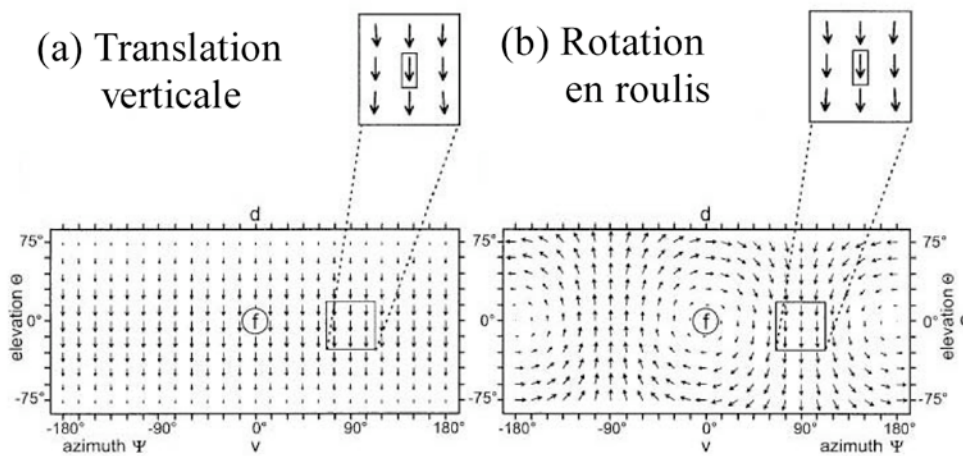 (a) Translation
verticale
(b) Rotation
en roulis
d
75°
0°
-75°
elevation Θ
f
-180°
-90°
0°
90°
180°
azimuth Ψ
v
d
75°
0°
-75°
elevation Θ
f
-180°
-90°
0°
90°
180°
v
azimuth Ψ